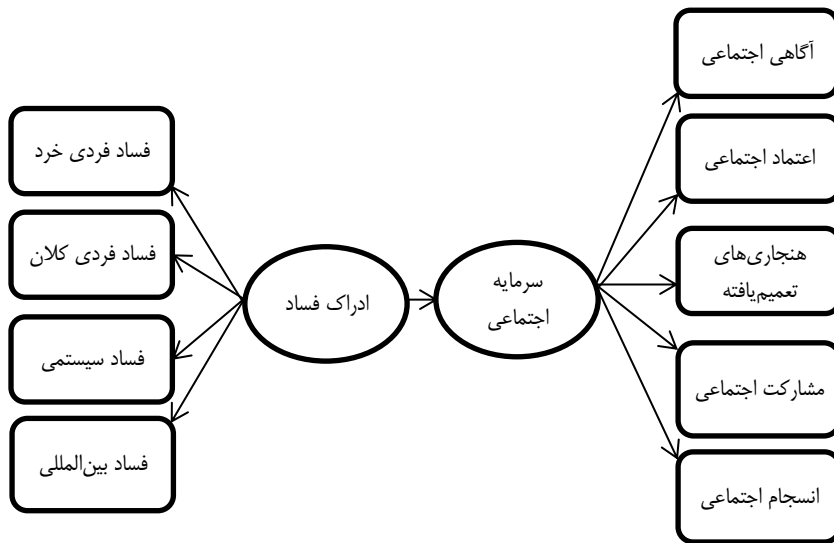 آگاهی اجتماعی
اعتماد اجتماعی
هنجاری‌های
تعمیم‌یافته
مشارکت اجتماعی
انسجام اجتماعی
سرمایه
اجتماعی
ادراک فساد
فساد فردی خرد
فساد فردی کلان
فساد سیستمی
فساد بین‌المللی